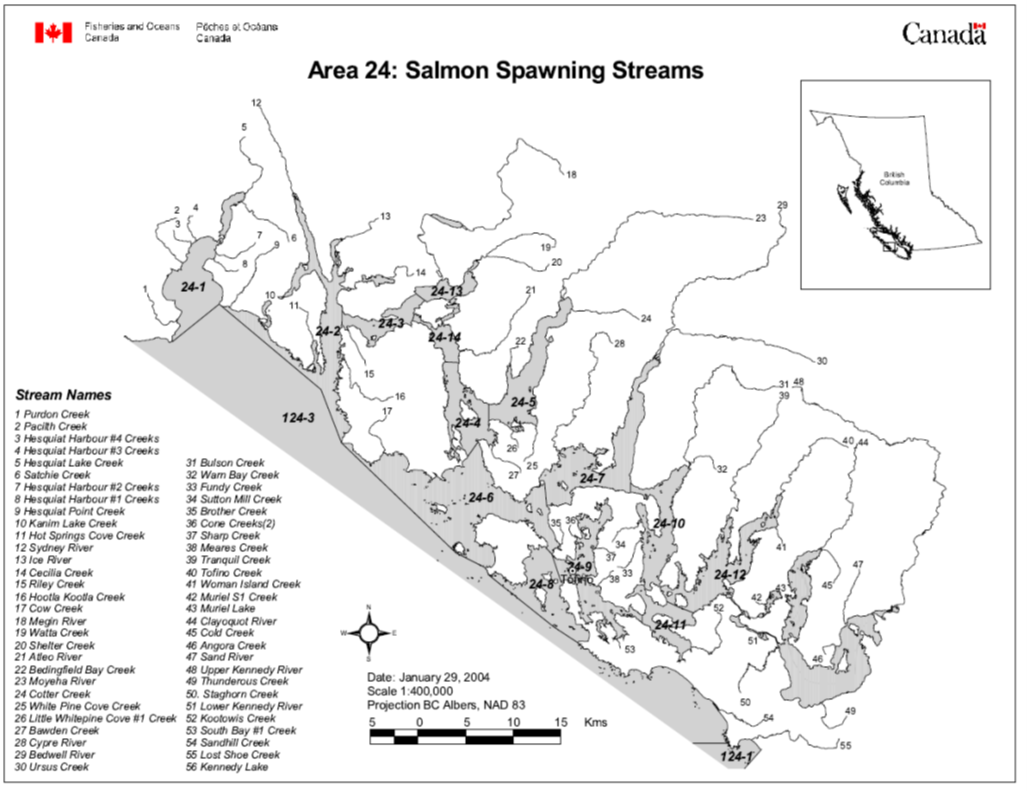 Fisheries and Oceans Pêches et Océans
Canada Canada
Canada
Area 24: Salmon Spawning Streams
British
Columbia
12
5
2
4
3
7
6
9
8
1
10
11
13
14
18
19
20
21
22
23
29
24
28
30
15
16
17
26
25
27
31 48
39
32
40 44
35
36
34
37
33
38
41
42
43
45
47
52
51
53
46
50
54
49
55
24-1
24-2
24-3
24-13
24-14
24-4
24-5
124-3
24-6
24-7
24-10
24-9
Tofino
24-8
24-12
24-11
124-1
Stream Names
1 Purdon Creek
2 Pacilth Creek
3 Hesquiat Harbour #4 Creeks
4 Hesquiat Harbour #3 Creeks
5 Hesquiat Lake Creek
6 Satchie Creek
7 Hesquiat Harbour #2 Creeks
8 Hesquiat Harbour #1 Creeks
9 Hesquiat Point Creek
10 Kanim Lake Creek
11 Hot Springs Cove Creek
12 Sydney River
13 Ice River
14 Cecilia Creek
15 Riley Creek
16 Hootla Kootla Creek
17 Cow Creek
18 Megin River
19 Watta Creek
20 Shelter Creek
21 Atleo River
22 Bedingfield Bay Creek
23 Moyeha River
24 Cotter Creek
25 White Pine Cove Creek
26 Little Whitepine Cove #1 Creek
27 Bawden Creek
28 Cypre River
29 Bedwell River
30 Ursus Creek
31 Bulson Creek
32 Warn Bay Creek
33 Fundy Creek
34 Sutton Mill Creek
35 Brother Creek
36 Cone Creeks(2)
37 Sharp Creek
38 Meares Creek
39 Tranquil Creek
40 Tofino Creek
41 Woman Island Creek
42 Muriel S1 Creek
43 Muriel Lake
44 Clayoquot River
45 Cold Creek
46 Angora Creek
47 Sand River
48 Upper Kennedy River
49 Thunderous Creek
50. Staghorn Creek
51 Lower Kennedy River
52 Kootowis Creek
53 South Bay #1 Creek
54 Sandhill Creek
55 Lost Shoe Creek
56 Kennedy Lake
N
W E
S
Date: January 29, 2004
Scale 1:400,000
Projection BC Albers, NAD 83
5 0 5 10 15 Kms